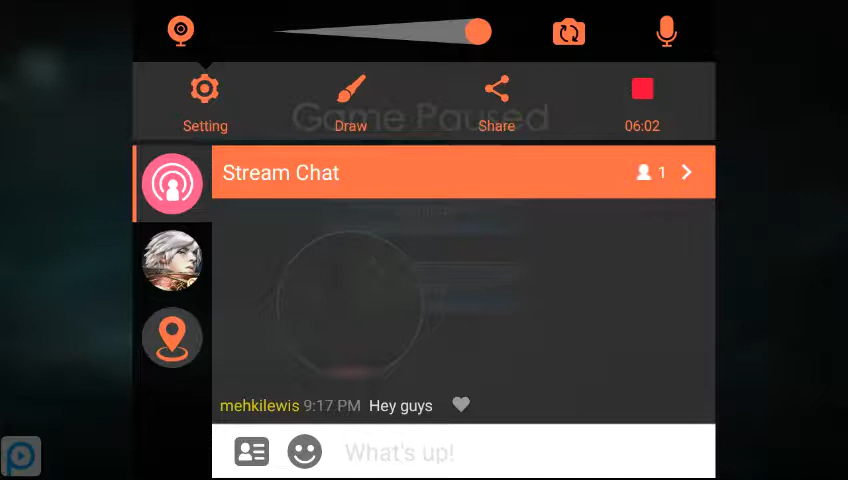 Game Paused
Setting
Draw
Share
06:02
Stream Chat
1
mehkilewis 9:17 PM Hey guys
What's up!